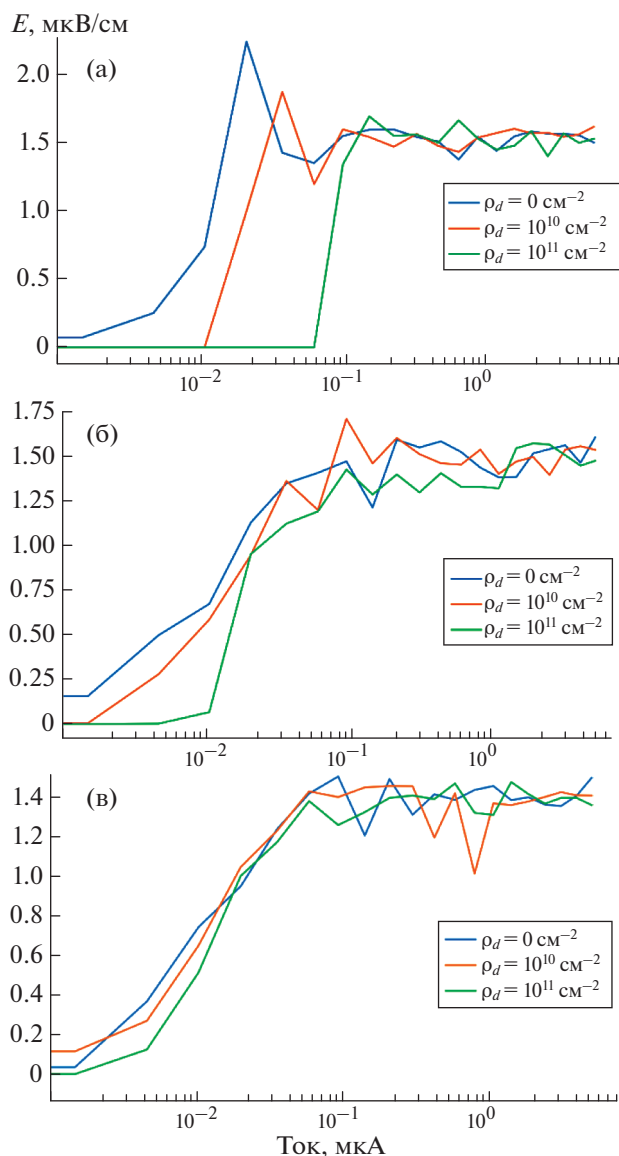 E, мкВ/см
(а)
2.0
1.5
1.0
0.5
0
ρd = 0 см⁻²
ρd = 10¹⁰ см⁻²
ρd = 10¹¹ см⁻²
10⁻² 10⁻¹ 10⁰
(б)
1.75
1.50
1.25
1.00
0.75
0.50
0.25
0
ρd = 0 см⁻²
ρd = 10¹⁰ см⁻²
ρd = 10¹¹ см⁻²
10⁻² 10⁻¹ 10⁰
(в)
1.4
1.2
1.0
0.8
0.6
0.4
0.2
0
ρd = 0 см⁻²
ρd = 10¹⁰ см⁻²
ρd = 10¹¹ см⁻²
10⁻² 10⁻¹ 10⁰
Ток, мкА